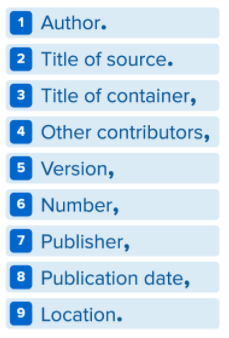 1 Author.
2 Title of source.
3 Title of container,
4 Other contributors,
5 Version,
6 Number,
7 Publisher,
8 Publication date,
9 Location.